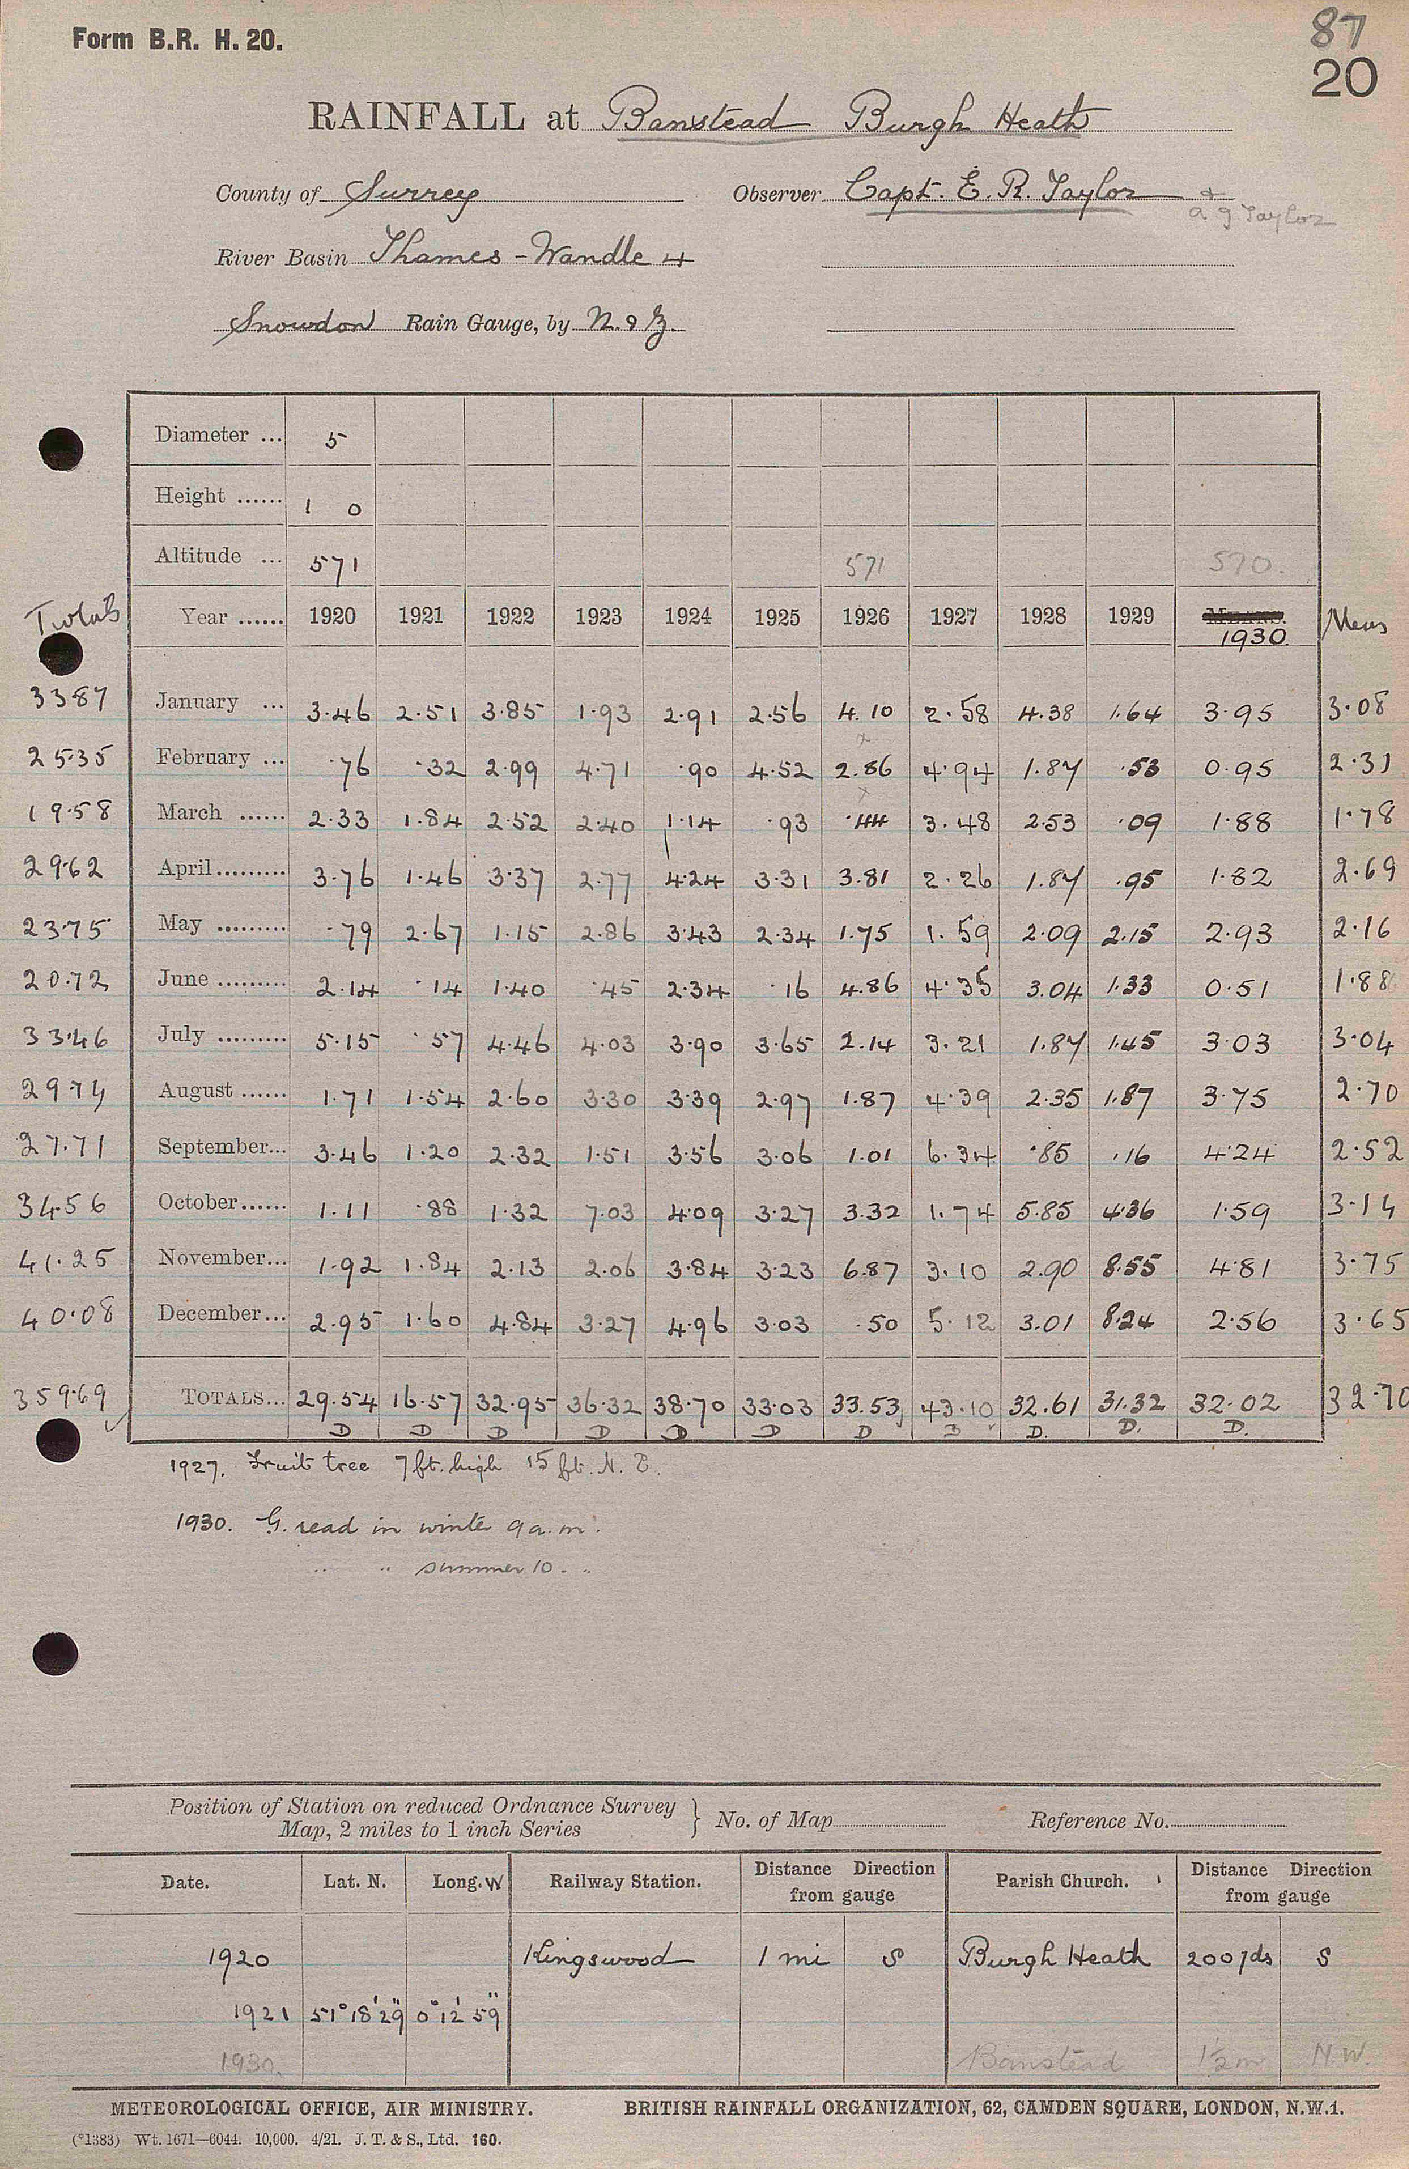 Form B.R. H. 20.
87
20
RAINFALL at Banstead Burgh Heath
County of Surrey Observer Capt. E. R. Taylor &
a g Taylor
River Basin Thames - Wandle 4
Snowdon Rain Gauge, by N. & Z.
Diameter ... 5
Height ...... 1 0
Altitude ... 571 571 570.
Totals Year ...... 1920 1921 1922 1923 1924 1925 1926 1927 1928 1929 MEANS. 1930. Means
33.87 January ... 3.46 2.51 3.85 1.93 2.91 2.56 4.10 2.58 4.38 1.64 3.95 3.08
25.35 February ... .76 .32 2.99 4.71 .90 4.52 2.86 4.94 1.87 .53 0.95 2.31
19.58 March ...... 2.33 1.84 2.52 2.40 1.14 .93 .44 3.48 2.53 .09 1.88 1.78
29.62 April......... 3.76 1.46 3.37 2.77 4.24 3.31 3.81 2.26 1.87 .95 1.82 2.69
23.75 May ......... .79 2.67 1.15 2.86 3.43 2.34 1.75 1.59 2.09 2.15 2.93 2.16
20.72 June ......... 2.14 .14 1.40 .45 2.34 .16 4.86 4.35 3.04 1.33 0.51 1.88
33.46 July ......... 5.15 .57 4.46 4.03 3.90 3.65 2.14 3.21 1.87 1.45 3.03 3.04
29.74 August ...... 1.71 1.54 2.60 3.30 3.39 2.97 1.87 4.39 2.35 1.87 3.75 2.70
27.71 September... 3.46 1.20 2.32 1.51 3.56 3.06 1.01 6.34 .85 .16 4.24 2.52
34.56 October...... 1.11 .88 1.32 7.03 4.09 3.27 3.32 1.74 5.85 4.36 1.59 3.14
41.25 November... 1.92 1.84 2.13 2.06 3.84 3.23 6.87 3.10 2.90 8.55 4.81 3.75
40.08 December... 2.95 1.60 4.84 3.27 4.96 3.03 .50 5.12 3.01 8.24 2.56 3.65
359.69 TOTALS... 29.54 16.57 32.95 36.32 38.70 33.03 33.53 43.10 32.61 31.32 32.02 32.70
D D D D D D D D D. D. D.
1927. Fruit tree 7 ft. high 15 ft. N. E.
1930. G. read in winter 9 a.m.
" " summer 10 . .
Position of Station on reduced Ordnance Survey
Map, 2 miles to 1 inch Series } No. of Map Reference No.
Date. Lat. N. Long. W Railway Station. Distance Direction from gauge Parish Church. Distance Direction from gauge
1920 Kingswood 1 mi S Burgh Heath 200 yds S
1921 51° 18' 29" 0° 12' 59"
1930. Banstead 1½ m N.W.
METEOROLOGICAL OFFICE, AIR MINISTRY. BRITISH RAINFALL ORGANIZATION, 62, CAMDEN SQUARE, LONDON, N.W.1.
(*1383) Wt. 1671—6044. 10,000. 4/21. J. T. & S., Ltd. 160.